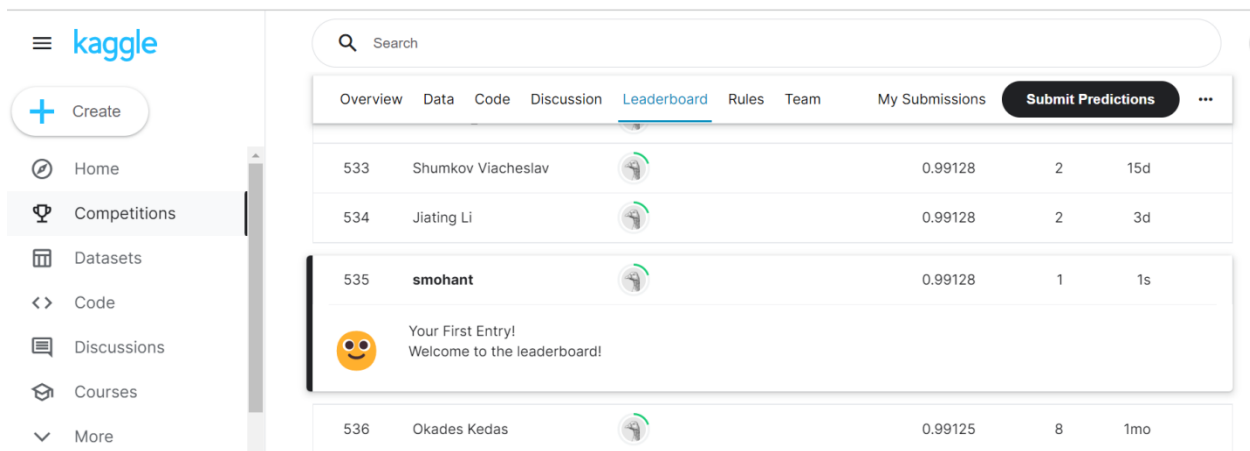 kaggle
Search
Create
Overview Data Code Discussion Leaderboard Rules Team My Submissions Submit Predictions ...
Home
533 Shumkov Viacheslav 0.99128 2 15d
Competitions
534 Jiating Li 0.99128 2 3d
Datasets
535 smohant 0.99128 1 1s
Code
Your First Entry!
Discussions
Welcome to the leaderboard!
Courses
More
536 Okades Kedas 0.99125 8 1mo